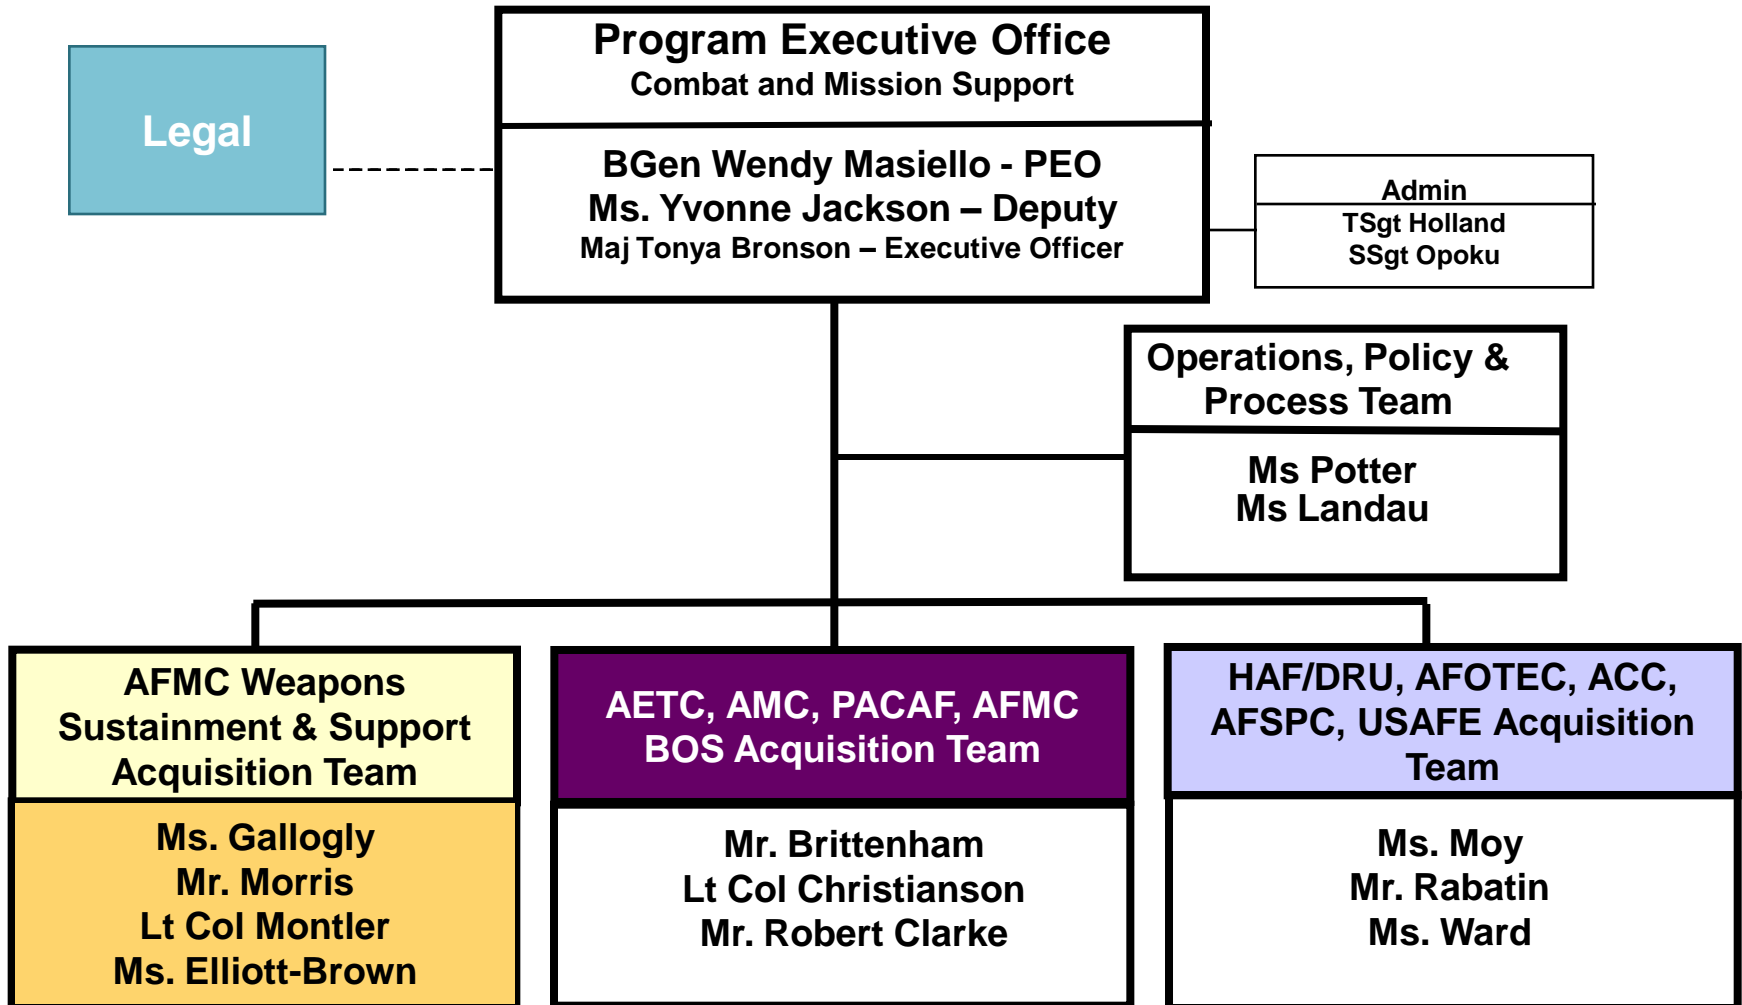 Program Executive Office
Combat and Mission Support
Legal
BGen Wendy Masiello - PEO
Ms. Yvonne Jackson – Deputy
Maj Tonya Bronson – Executive Officer
Admin
TSgt Holland
SSgt Opoku
Operations, Policy &
Process Team
Ms Potter
Ms Landau
AFMC Weapons
Sustainment & Support
Acquisition Team
Ms. Gallogly
Mr. Morris
Lt Col Montler
Ms. Elliott-Brown
AETC, AMC, PACAF, AFMC
BOS Acquisition Team
Mr. Brittenham
Lt Col Christianson
Mr. Robert Clarke
HAF/DRU, AFOTEC, ACC,
AFSPC, USAFE Acquisition
Team
Ms. Moy
Mr. Rabatin
Ms. Ward